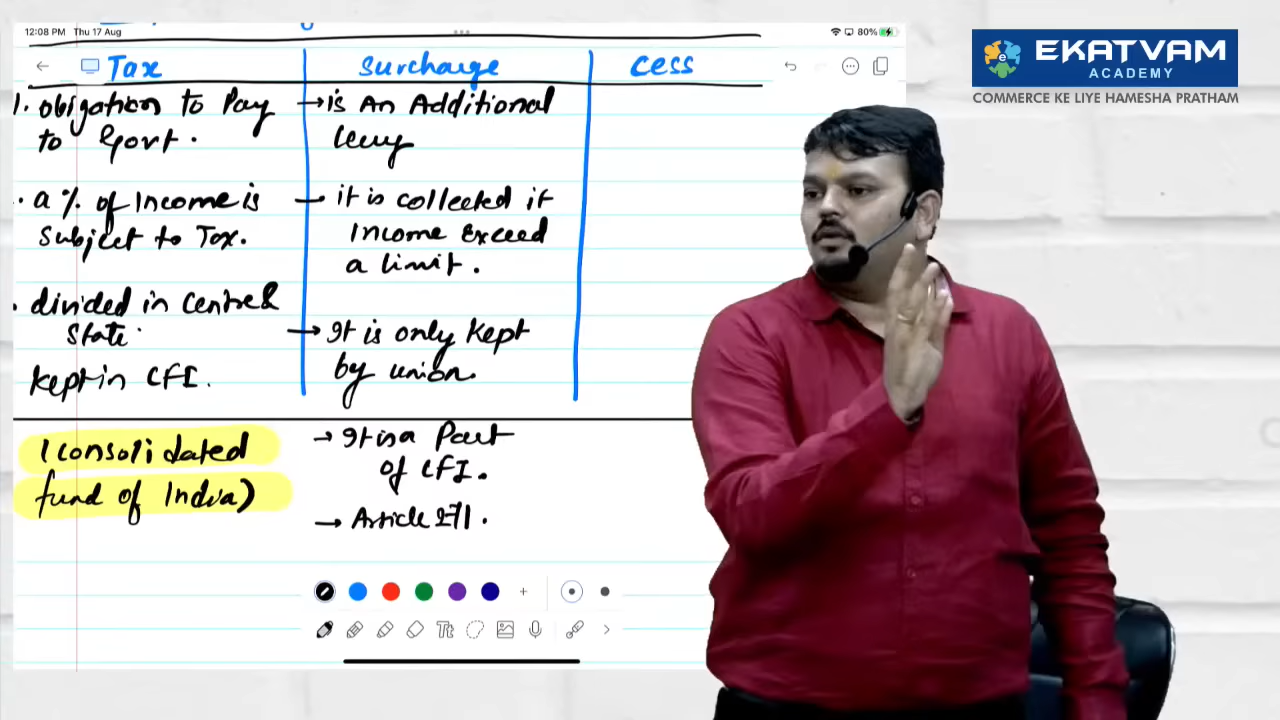 12:08 PM Thu 17 Aug
80%
Tax
Surcharge
Cess
1. obigation to Pay
to Govt.
. a % of Income is
Subject to Tax.
. divided in Centre &
State.
Kept in CFI.
(Consolidated
fund of India)
→ is An Additional
levy
it is collected if
Income Exceed
a limit.
→ It is only Kept
by union.
→ It is a Part
of CFI.
→ Article 271.
Tt
EKATVAM
ACADEMY
COMMERCE KE LIYE HAMESHA PRATHAM